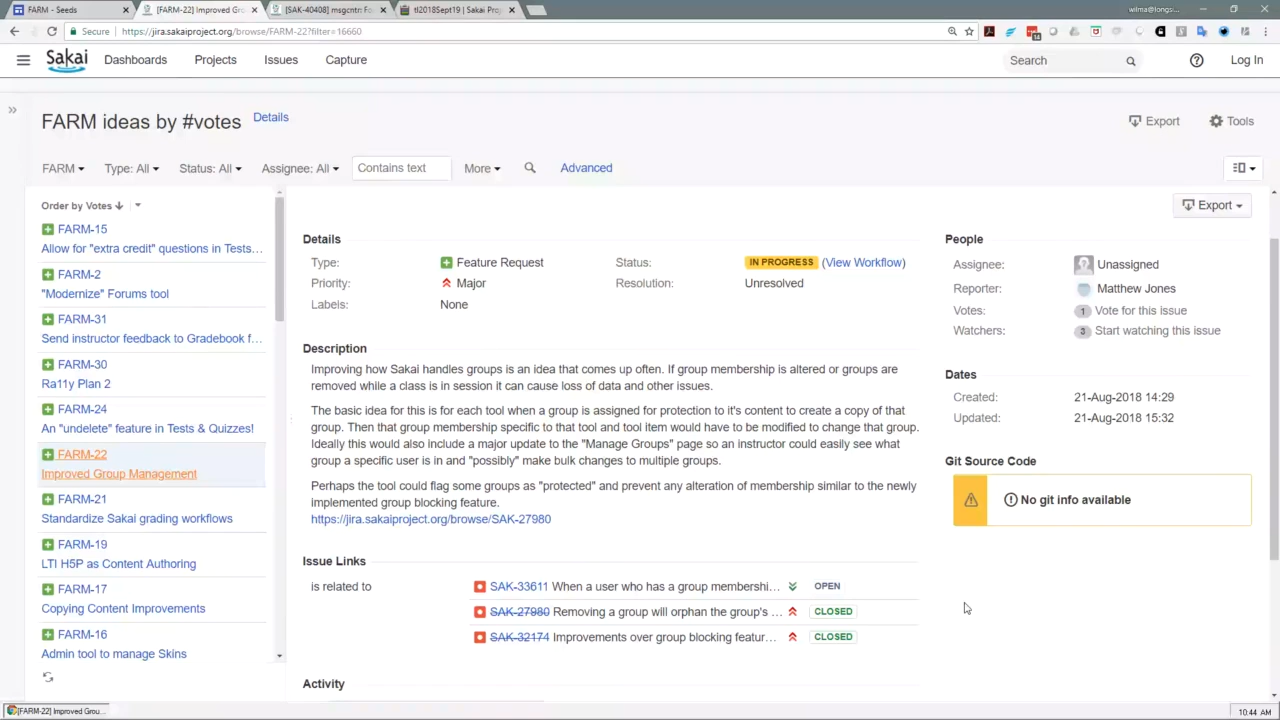 FARM - Seeds
[FARM-22] Improved Gro
[SAK-40408] msgcntr: Fo
tl2018Sept19 | Sakai Pro
wilma@longs
Secure
https://jira.sakaiproject.org/browse/FARM-22?filter=16660
Sakai
Dashboards
Projects
Issues
Capture
Search
Log In
FARM ideas by #votes
Details
Export
Tools
FARM
Type: All
Status: All
Assignee: All
Contains text
More
Advanced
Order by Votes
FARM-15
Allow for "extra credit" questions in Tests…
FARM-2
"Modernize" Forums tool
FARM-31
Send instructor feedback to Gradebook f…
FARM-30
Ra11y Plan 2
FARM-24
An "undelete" feature in Tests & Quizzes!
FARM-22
Improved Group Management
FARM-21
Standardize Sakai grading workflows
FARM-19
LTI H5P as Content Authoring
FARM-17
Copying Content Improvements
FARM-16
Admin tool to manage Skins
Export
Details
Type: Feature Request
Status: IN PROGRESS (View Workflow)
Priority: Major
Resolution: Unresolved
Labels: None
Description
Improving how Sakai handles groups is an idea that comes up often. If group membership is altered or groups are
removed while a class is in session it can cause loss of data and other issues.
The basic idea for this is for each tool when a group is assigned for protection to it's content to create a copy of that
group. Then that group membership specific to that tool and tool item would have to be modified to change that group.
Ideally this would also include a major update to the "Manage Groups" page so an instructor could easily see what
group a specific user is in and "possibly" make bulk changes to multiple groups.
Perhaps the tool could flag some groups as "protected" and prevent any alteration of membership similar to the newly
implemented group blocking feature.
https://jira.sakaiproject.org/browse/SAK-27980
Issue Links
is related to
SAK-33611 When a user who has a group membershi… OPEN
SAK-27980 Removing a group will orphan the group's … CLOSED
SAK-32174 Improvements over group blocking featur… CLOSED
Activity
People
Assignee: Unassigned
Reporter: Matthew Jones
Votes: 1 Vote for this issue
Watchers: 3 Start watching this issue
Dates
Created: 21-Aug-2018 14:29
Updated: 21-Aug-2018 15:32
Git Source Code
No git info available
[FARM-22] Improved Grou...
10:44 AM